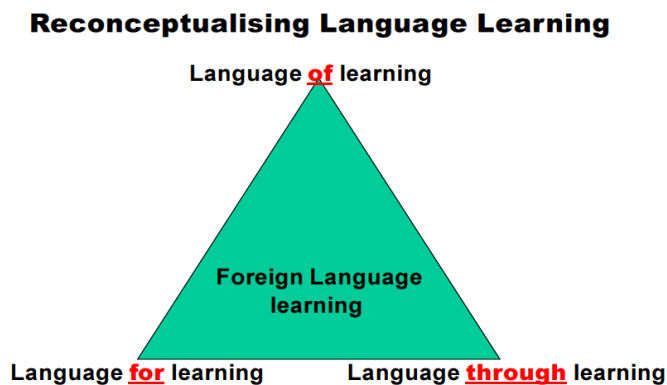 Reconceptualising Language Learning
Language of learning
Foreign Language
learning
Language for learning
Language through learning